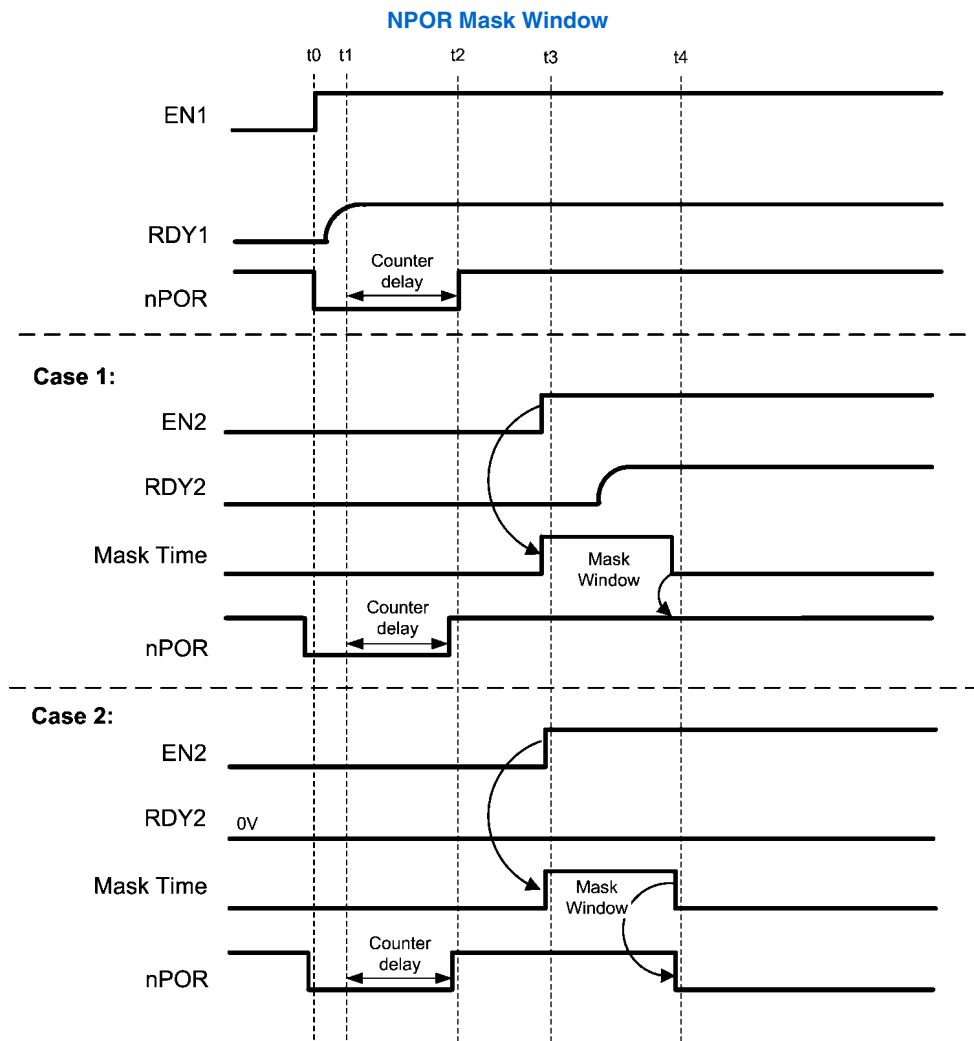 NPOR Mask Window
t0 t1 t2 t3 t4
EN1
RDY1
Counter
delay
nPOR
Case 1:
EN2
RDY2
Mask Time
Mask
Window
Counter
delay
nPOR
Case 2:
EN2
RDY2
0V
Mask Time
Mask
Window
Counter
delay
nPOR